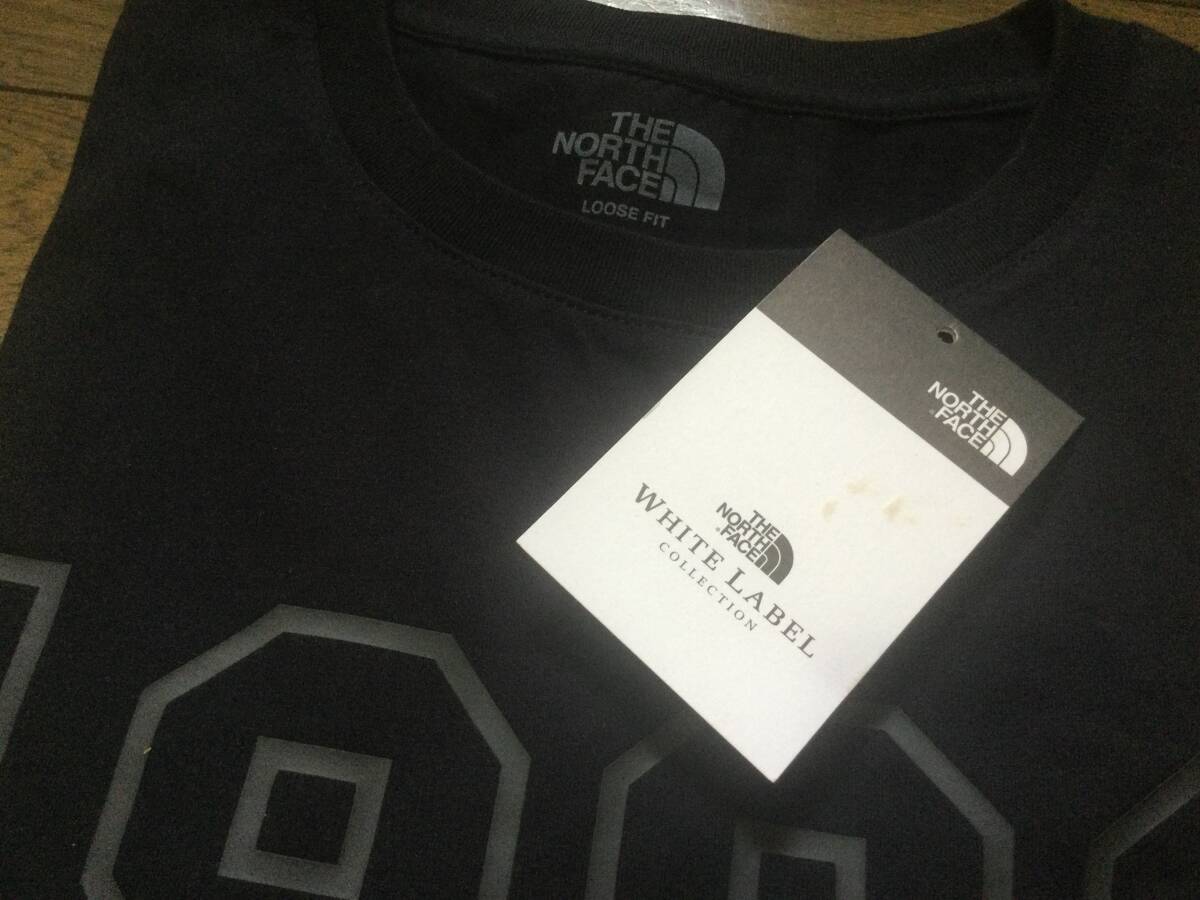 THE
NORTH
FACE
LOOSE FIT
THE
NORTH
FACE
THE
NORTH
FACE
WHITE LABEL
COLLECTION